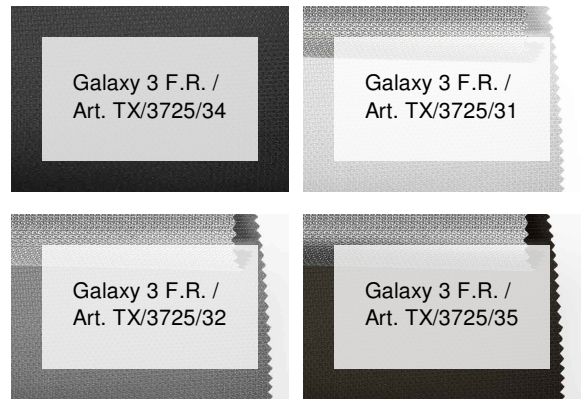 Galaxy 3 F.R. /
Art. TX/3725/34
Galaxy 3 F.R. /
Art. TX/3725/31
Galaxy 3 F.R. /
Art. TX/3725/32
Galaxy 3 F.R. /
Art. TX/3725/35